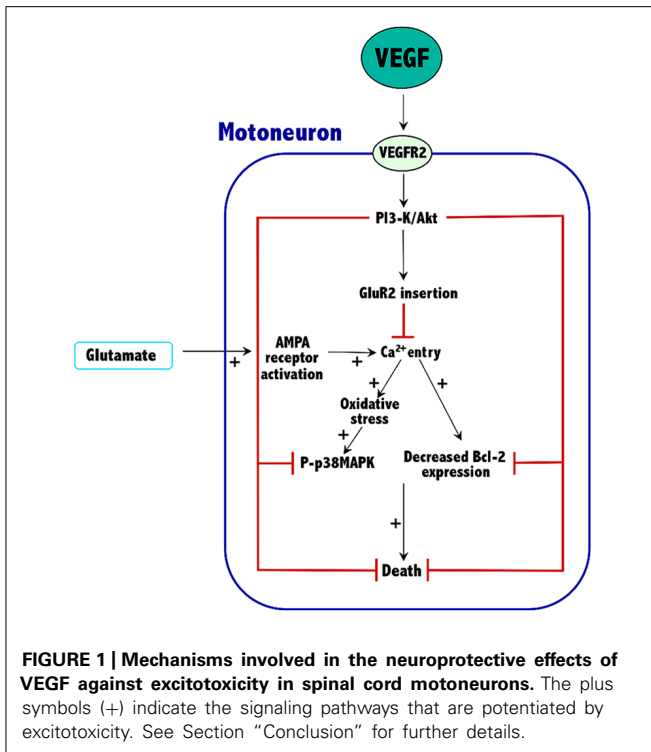 VEGF
Motoneuron
VEGFR2
PI3-K/Akt
GluR2 insertion
Glutamate
+
AMPA
receptor
activation
+
Ca²⁺ entry
+
+
Oxidative
stress
+
P-p38MAPK
Decreased Bcl-2
expression
+
Death
FIGURE 1 | Mechanisms involved in the neuroprotective effects of
VEGF against excitotoxicity in spinal cord motoneurons. The plus
symbols (+) indicate the signaling pathways that are potentiated by
excitotoxicity. See Section “Conclusion” for further details.